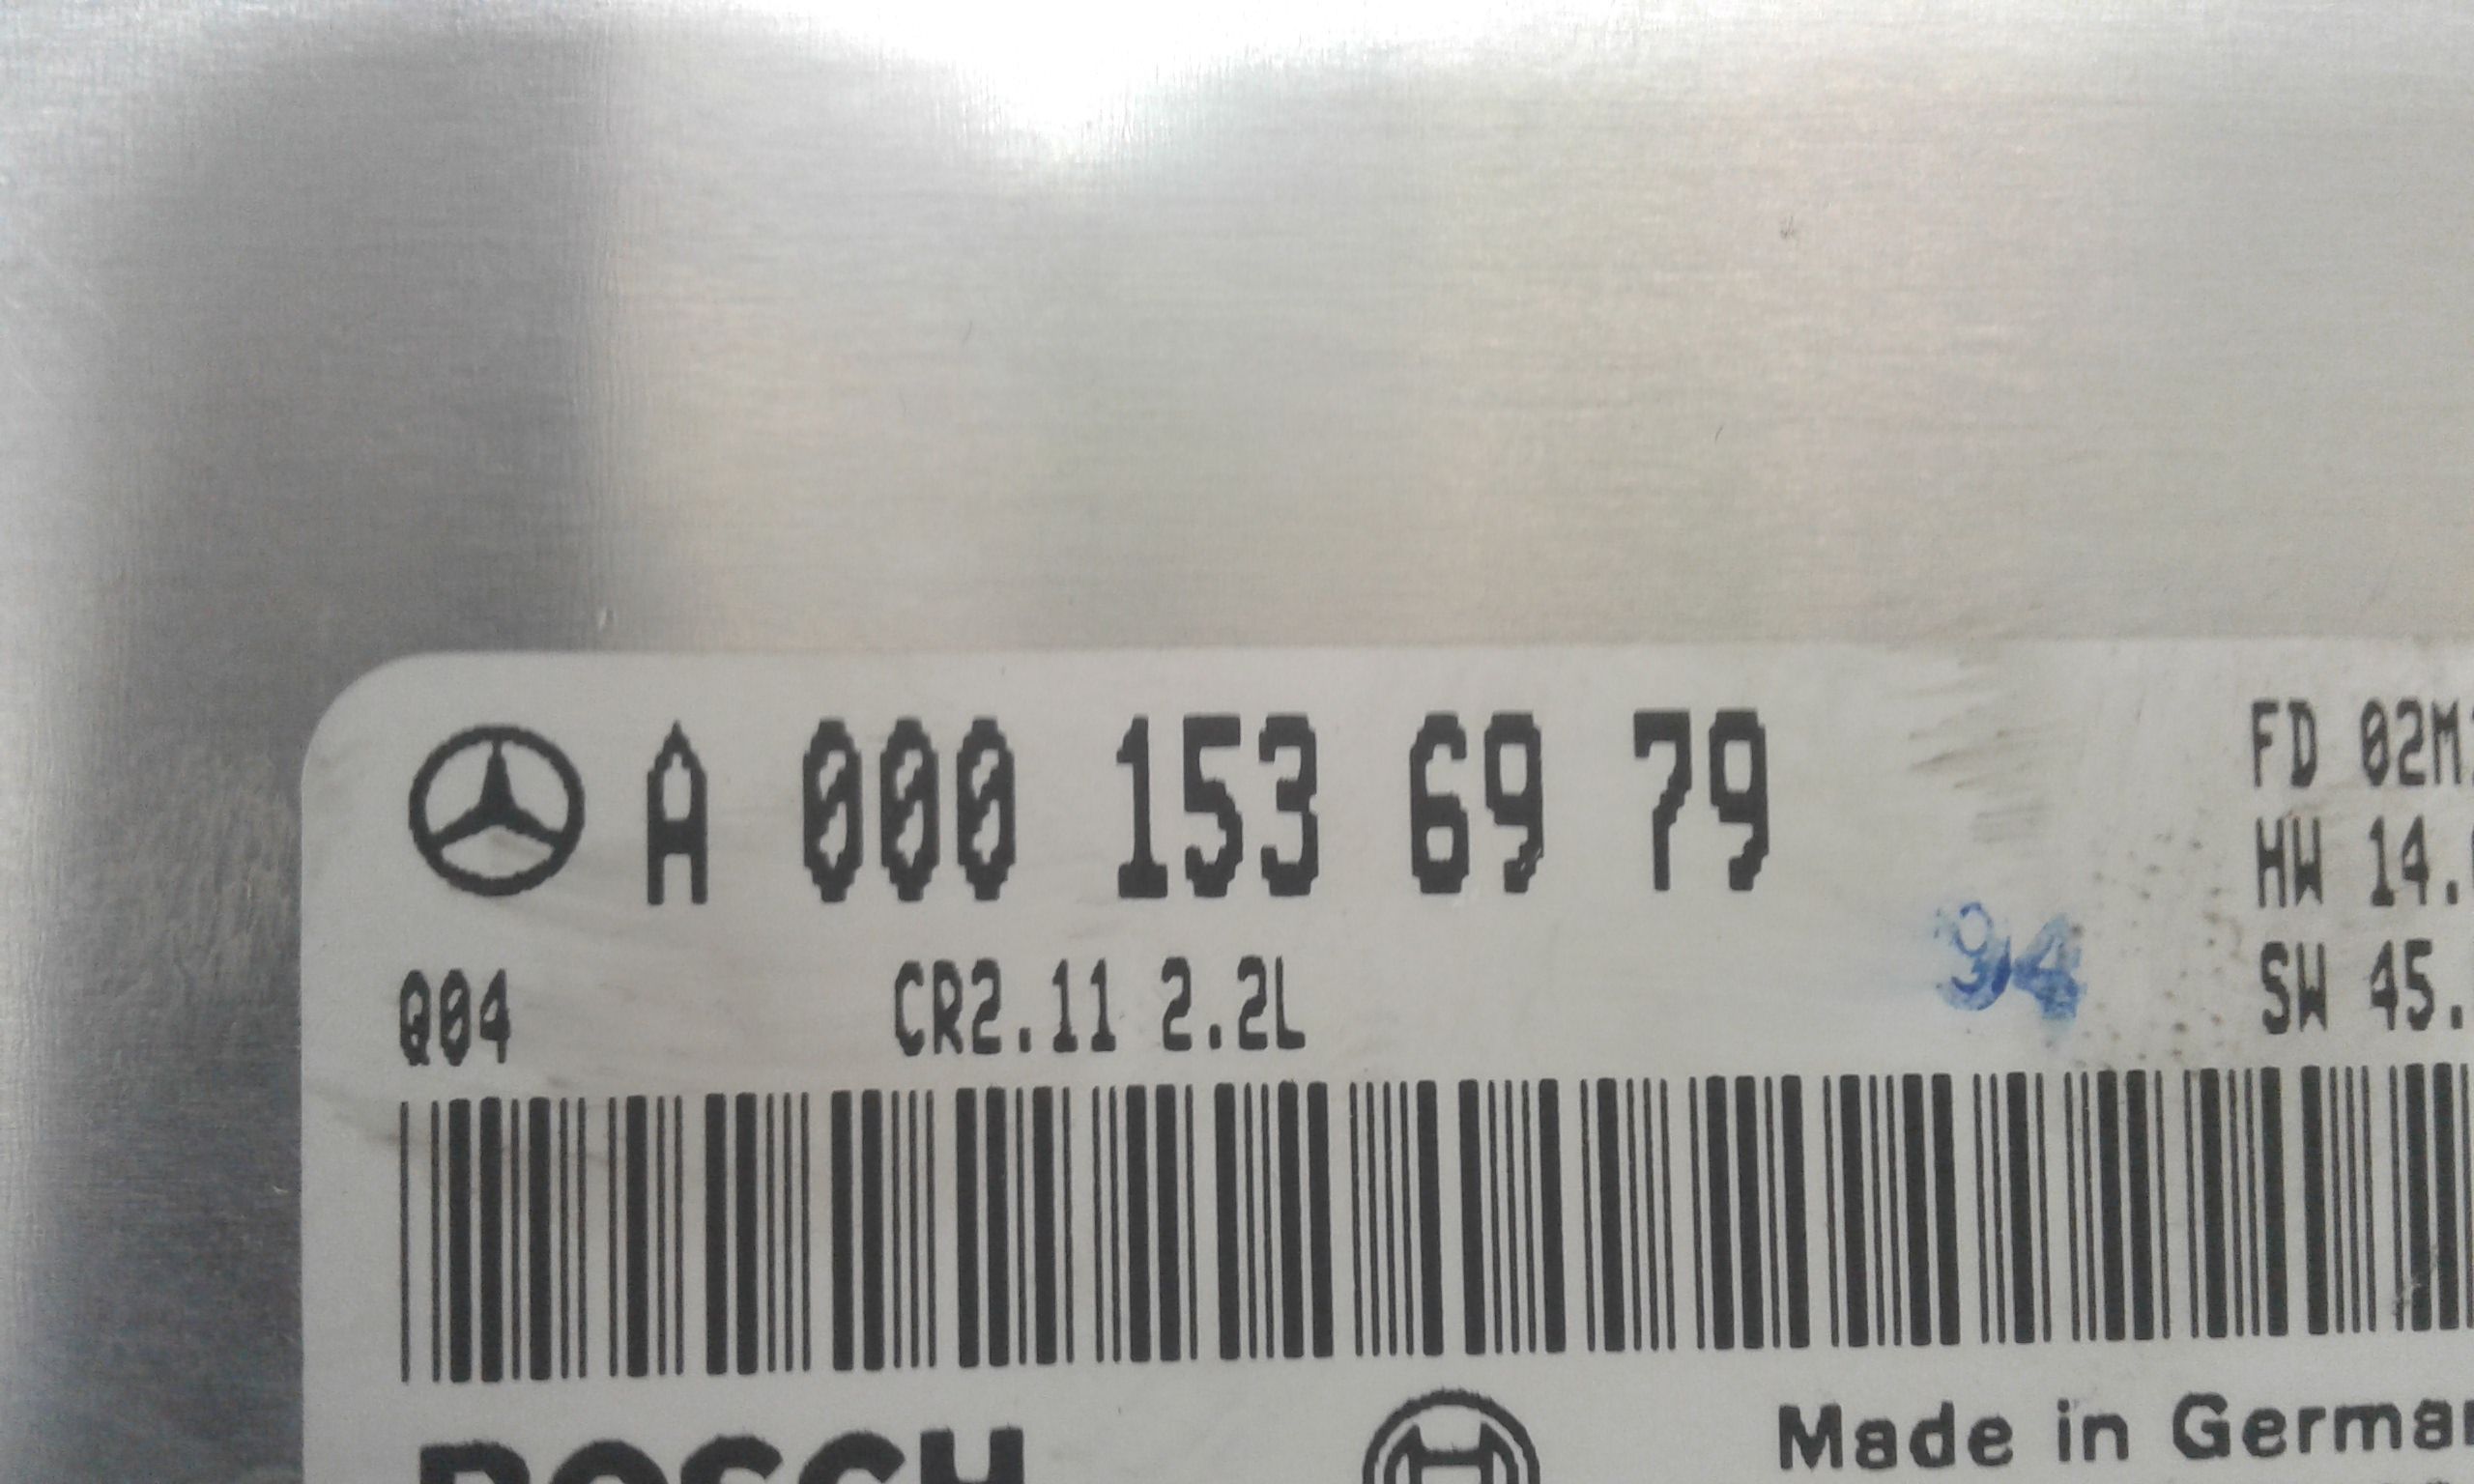 A 000 153 69 79
FD 02M
HW 14.
Q04 CR2.11 2.2L
94
SW 45.
BOSCH
Made in German